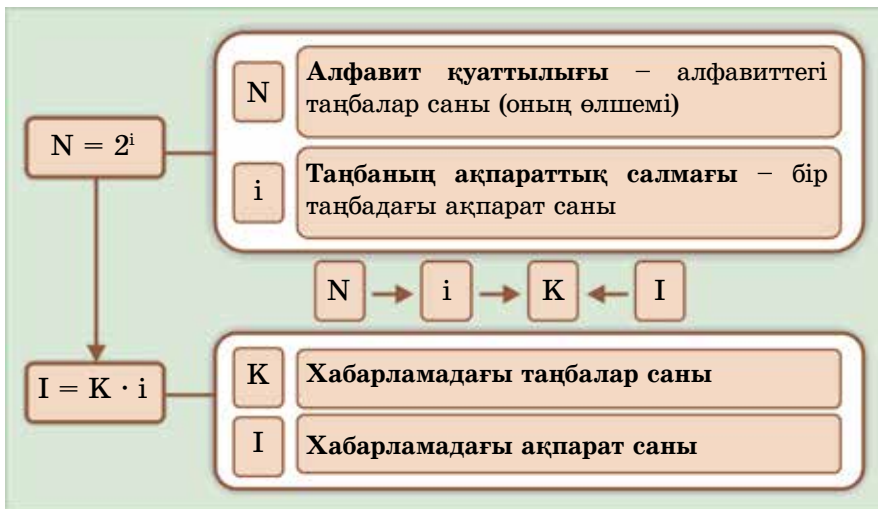 N = 2ⁱ
N
Алфавит қуаттылығы – алфавиттегі
таңбалар саны (оның өлшемі)
i
Таңбаның ақпараттық салмағы – бір
таңбадағы ақпарат саны
N → i → K ← I
I = K · i
K
Хабарламадағы таңбалар саны
I
Хабарламадағы ақпарат саны